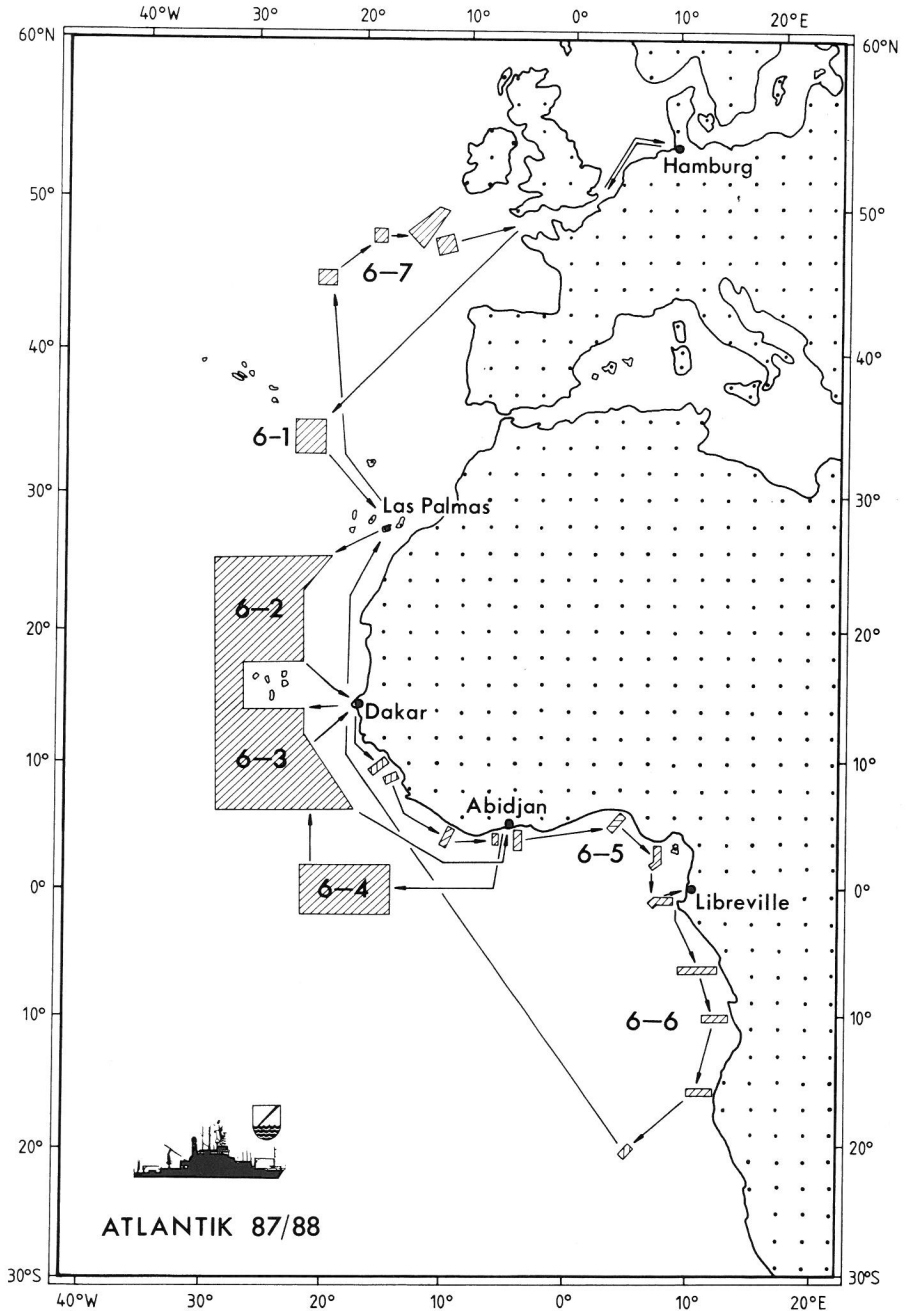 40°W 30° 20° 10° 0° 10° 20°E
60°N 60°N
Hamburg
50° 50°
6–7
40° 40°
6–1
30° 30°
Las Palmas
6–2
20° 20°
Dakar
6–3
10° 10°
Abidjan
6–5
6–4
0° 0°
Libreville
6–6
10° 10°
20° 20°
ATLANTIK 87/88
30°S 30°S
40°W 30° 20° 10° 0° 10° 20°E